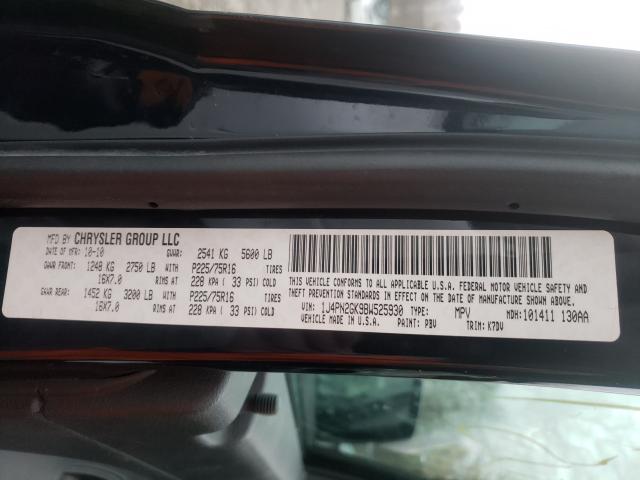 MFD BY CHRYSLER GROUP LLC
DATE OF MFR: 10-10 GVWR: 2541 KG 5600 LB
GAWR FRONT: 1248 KG 2750 LB WITH P225/75R16 TIRES
16X7.0 RIMS AT 228 KPA ( 33 PSI) COLD
GAWR REAR: 1452 KG 3200 LB WITH P225/75R16 TIRES
16X7.0 RIMS AT 228 KPA ( 33 PSI) COLD
THIS VEHICLE CONFORMS TO ALL APPLICABLE U.S.A. FEDERAL MOTOR VEHICLE SAFETY AND
THEFT PREVENTION STANDARDS IN EFFECT ON THE DATE OF MANUFACTURE SHOWN ABOVE.
VIN: 1J4PN2GK9BW525930 TYPE: MPV MDH: 101411 130AA
VEHICLE MADE IN U.S.A. PAINT: PBV TRIM: K7DV